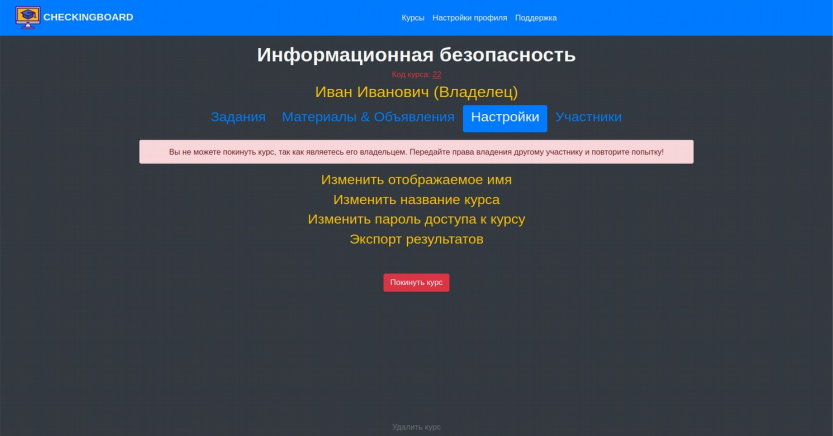 CHECKINGBOARD
Курсы Настройки профиля Поддержка
Информационная безопасность
Код курса: 22
Иван Иванович (Владелец)
Задания Материалы & Объявления Настройки Участники
Вы не можете покинуть курс, так как являетесь его владельцем. Передайте права владения другому участнику и повторите попытку!
Изменить отображаемое имя
Изменить название курса
Изменить пароль доступа к курсу
Экспорт результатов
Покинуть курс
Удалить курс